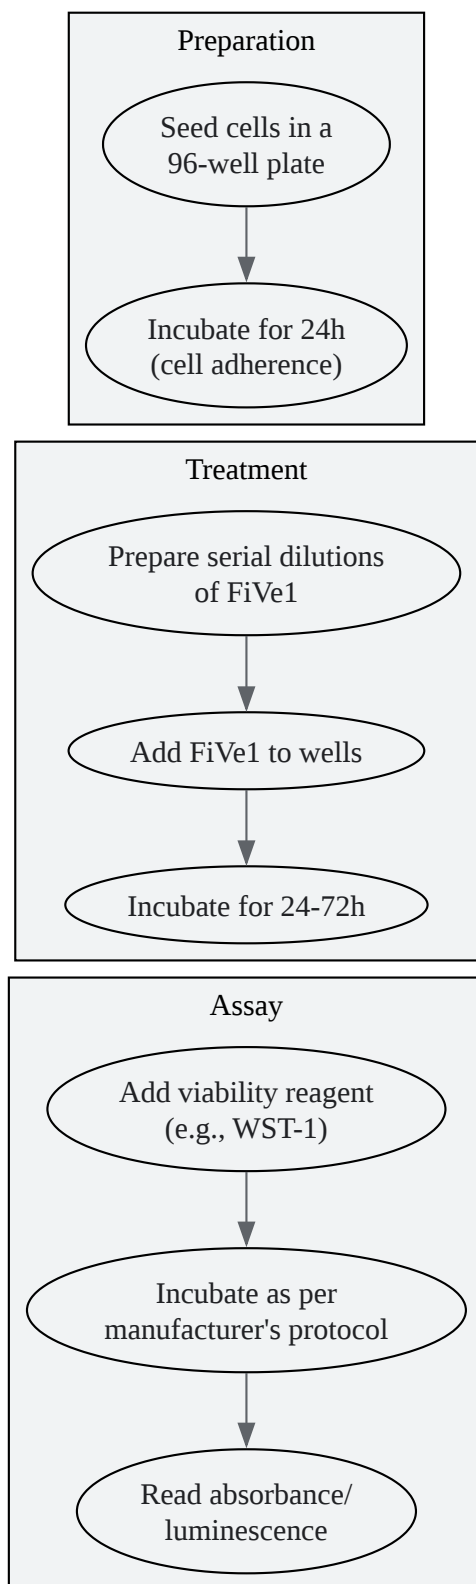 Preparation
Seed cells in a
96-well plate
Incubate for 24h
(cell adherence)
Treatment
Prepare serial dilutions
of FiVe1
Add FiVe1 to wells
Incubate for 24-72h
Assay
Add viability reagent
(e.g., WST-1)
Incubate as per
manufacturer's protocol
Read absorbance/
luminescence